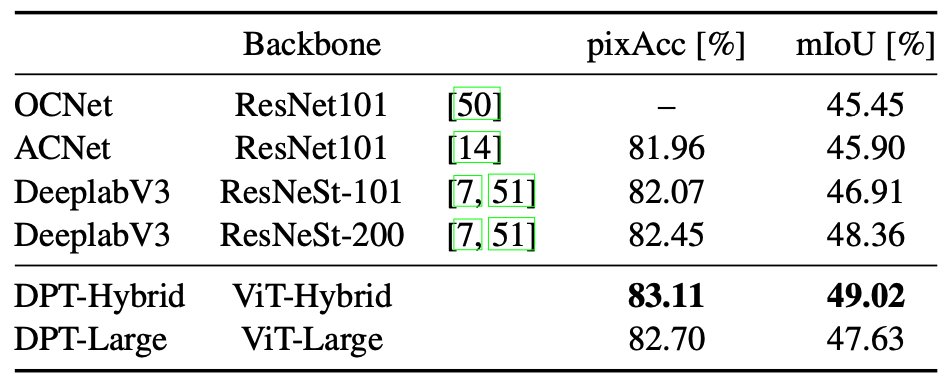 Backbone pixAcc [%] mIoU [%]
OCNet ResNet101 [50] – 45.45
ACNet ResNet101 [14] 81.96 45.90
DeeplabV3 ResNeSt-101 [7, 51] 82.07 46.91
DeeplabV3 ResNeSt-200 [7, 51] 82.45 48.36
DPT-Hybrid ViT-Hybrid 83.11 49.02
DPT-Large ViT-Large 82.70 47.63